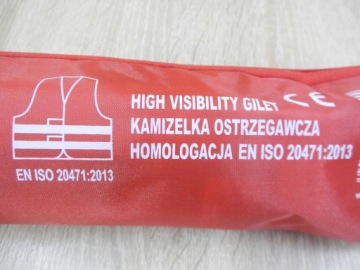 HIGH VISIBILITY GILET CE
KAMIZELKA OSTRZEGAWCZA
HOMOLOGACJA EN ISO 20471:2013
EN ISO 20471:2013